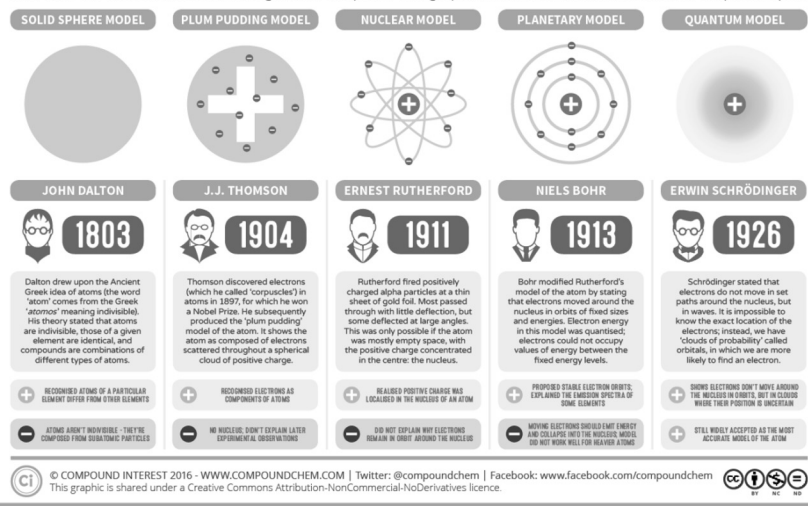 SOLID SPHERE MODEL
PLUM PUDDING MODEL
NUCLEAR MODEL
PLANETARY MODEL
QUANTUM MODEL
JOHN DALTON
J.J. THOMSON
ERNEST RUTHERFORD
NIELS BOHR
ERWIN SCHRÖDINGER
1803
1904
1911
1913
1926
Dalton drew upon the Ancient
Greek idea of atoms (the word
'atom' comes from the Greek
'atomos' meaning indivisible).
His theory stated that atoms
are indivisible, those of a given
element are identical, and
compounds are combinations of
different types of atoms.
Thomson discovered electrons
(which he called 'corpuscles') in
atoms in 1897, for which he won
a Nobel Prize. He subsequently
produced the 'plum pudding'
model of the atom. It shows the
atom as composed of electrons
scattered throughout a spherical
cloud of positive charge.
Rutherford fired positively
charged alpha particles at a thin
sheet of gold foil. Most passed
through with little deflection, but
some deflected at large angles.
This was only possible if the atom
was mostly empty space, with
the positive charge concentrated
in the centre: the nucleus.
Bohr modified Rutherford's
model of the atom by stating
that electrons moved around the
nucleus in orbits of fixed sizes
and energies. Electron energy
in this model was quantised;
electrons could not occupy
values of energy between the
fixed energy levels.
Schrödinger stated that
electrons do not move in set
paths around the nucleus, but
in waves. It is impossible to
know the exact location of the
electrons; instead, we have
'clouds of probability' called
orbitals, in which we are more
likely to find an electron.
RECOGNISED ATOMS OF A PARTICULAR
ELEMENT DIFFER FROM OTHER ELEMENTS
RECOGNISED ELECTRONS AS
COMPONENTS OF ATOMS
REALISED POSITIVE CHARGE WAS
LOCALISED IN THE NUCLEUS OF AN ATOM
PROPOSED STABLE ELECTRON ORBITS;
EXPLAINED THE EMISSION SPECTRA OF
SOME ELEMENTS
SHOWS ELECTRONS DON'T MOVE AROUND
THE NUCLEUS IN ORBITS, BUT IN CLOUDS
WHERE THEIR POSITION IS UNCERTAIN
ATOMS AREN'T INDIVISIBLE - THEY'RE
COMPOSED FROM SUBATOMIC PARTICLES
NO NUCLEUS; DIDN'T EXPLAIN LATER
EXPERIMENTAL OBSERVATIONS
DID NOT EXPLAIN WHY ELECTRONS
REMAIN IN ORBIT AROUND THE NUCLEUS
MOVING ELECTRONS SHOULD EMIT ENERGY
AND COLLAPSE INTO THE NUCLEUS; MODEL
DID NOT WORK WELL FOR HEAVIER ATOMS
STILL WIDELY ACCEPTED AS THE MOST
ACCURATE MODEL OF THE ATOM
Ci
© COMPOUND INTEREST 2016 - WWW.COMPOUNDCHEM.COM | Twitter: @compoundchem | Facebook: www.facebook.com/compoundchem
This graphic is shared under a Creative Commons Attribution-NonCommercial-NoDerivatives licence.
CC
BY NC ND